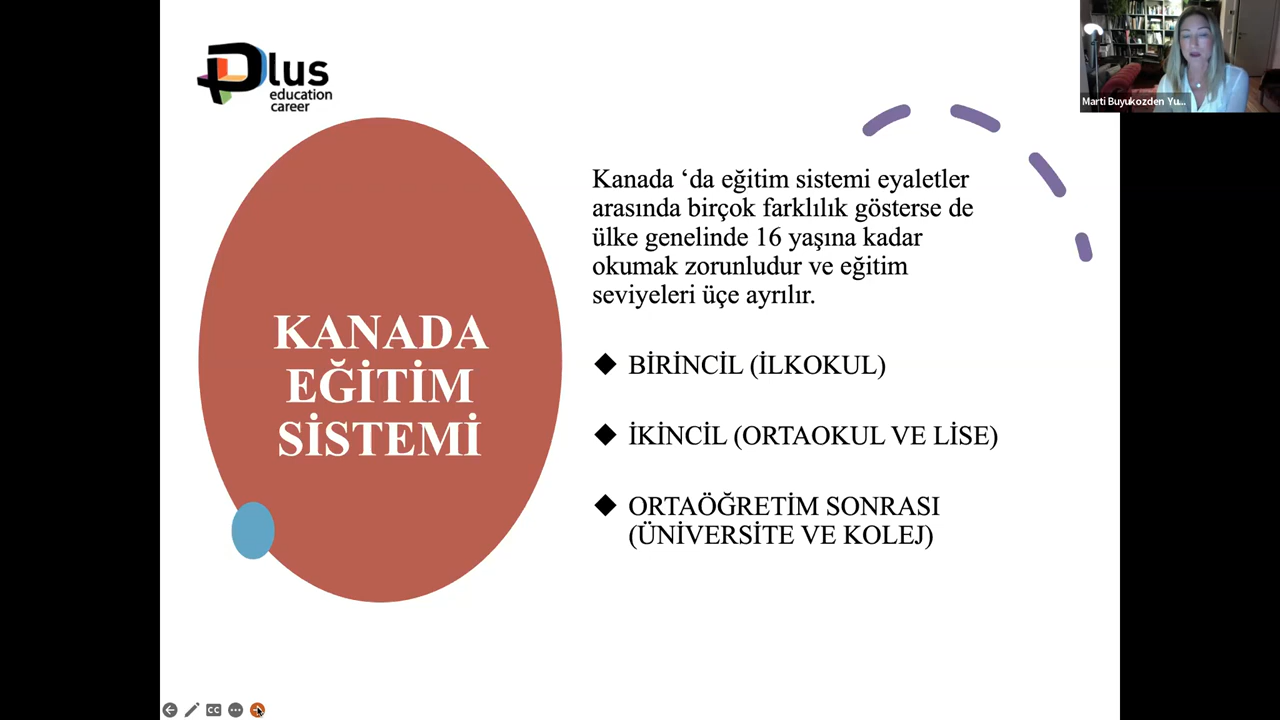 Plus
education
career
Marti Buyukozden Yu...
KANADA
EĞİTİM
SİSTEMİ
Kanada ‘da eğitim sistemi eyaletler
arasında birçok farklılık gösterse de
ülke genelinde 16 yaşına kadar
okumak zorunludur ve eğitim
seviyeleri üçe ayrılır.
◆ BİRİNCİL (İLKOKUL)
◆ İKİNCİL (ORTAOKUL VE LİSE)
◆ ORTAÖĞRETİM SONRASI
(ÜNİVERSİTE VE KOLEJ)
CC